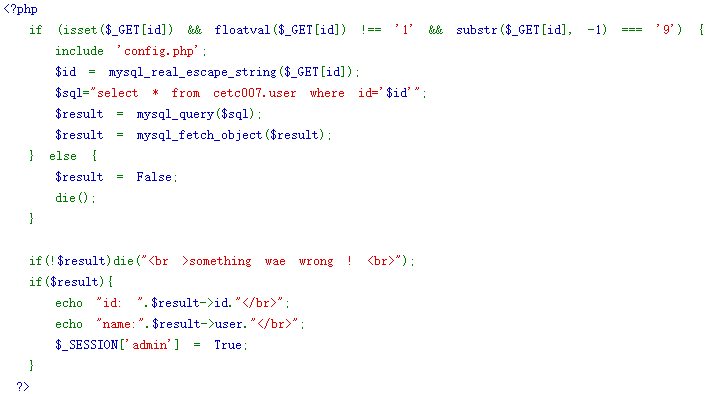 <?php
if (isset($_GET[id]) && floatval($_GET[id]) !== '1' && substr($_GET[id], -1) === '9') {
include 'config.php';
$id = mysql_real_escape_string($_GET[id]);
$sql="select * from cetc007.user where id='$id'";
$result = mysql_query($sql);
$result = mysql_fetch_object($result);
} else {
$result = False;
die();
}
if(!$result)die("<br >something wae wrong ! <br>");
if($result){
echo "id: ".$result->id."</br>";
echo "name:".$result->user."</br>";
$_SESSION['admin'] = True;
}
?>